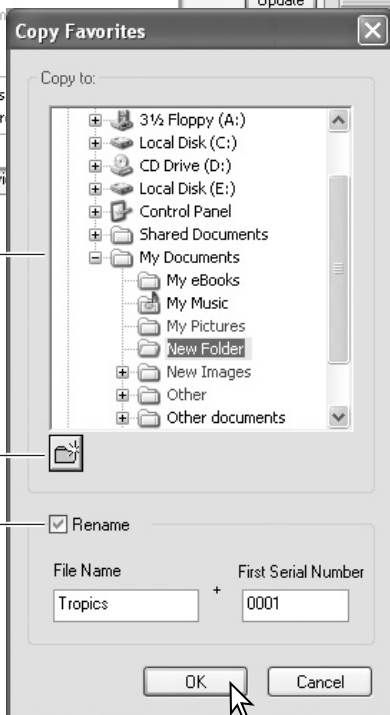 Update
Copy Favorites
Copy to:
3½ Floppy (A:)
Local Disk (C:)
CD Drive (D:)
Local Disk (E:)
Control Panel
Shared Documents
My Documents
My eBooks
My Music
My Pictures
New Folder
New Images
Other
Other documents
Rename
File Name
First Serial Number
Tropics
+
0001
OK
Cancel